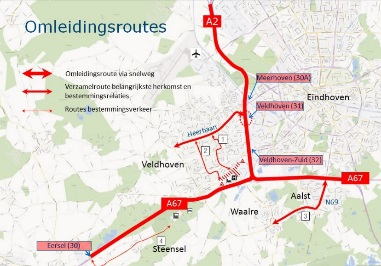 Omleidingsroutes
A2
Omleidingsroute via snelweg
Verzamelroute belangrijkste herkomst en
bestemmingsrelaties.
Routes bestemmingsverkeer
Meerhoven (30A)
Eindhoven
Veldhoven (31)
Heerbaan
1
2
Veldhoven
Veldhoven-Zuid (32)
A67
A67
Aalst
N69
Waalre
3
4
Eersel (30)
Steensel